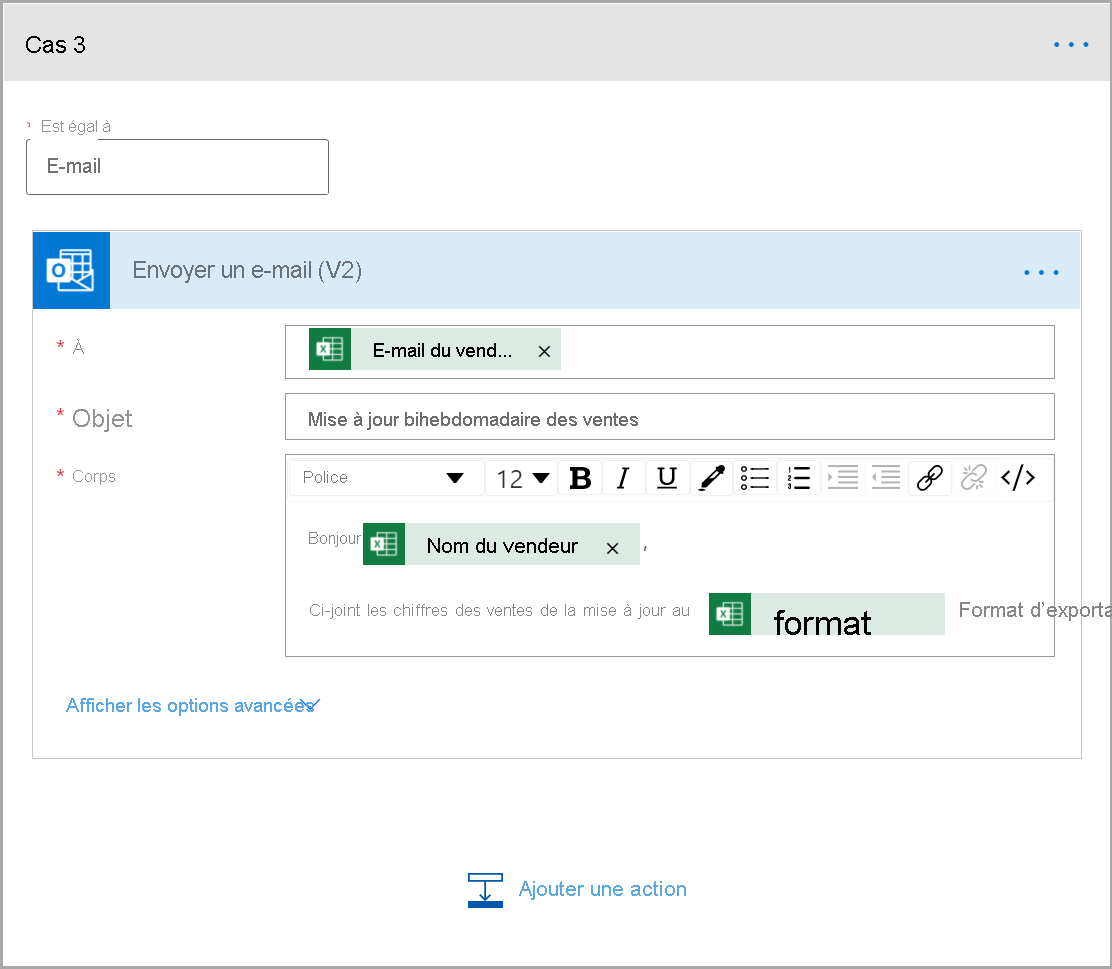 Cas 3
Est égal à
E-mail
Envoyer un e-mail (V2)
* À
E-mail du vend...
* Objet
Mise à jour bihebdomadaire des ventes
* Corps
Police
12
B I U
</>
Bonjour Nom du vendeur ,
Ci-joint les chiffres des ventes de la mise à jour au format Format d’exporta
Afficher les options avancées
Ajouter une action